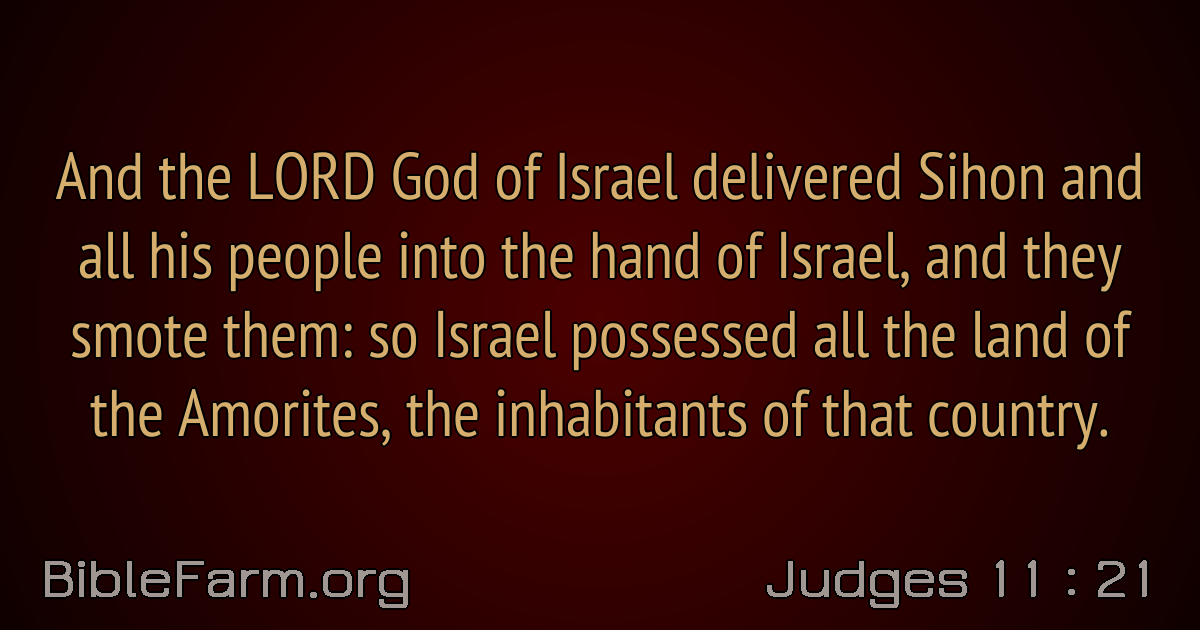 And the LORD God of Israel delivered Sihon and
all his people into the hand of Israel, and they
smote them: so Israel possessed all the land of
the Amorites, the inhabitants of that country.
BibleFarm.org
Judges 11 : 21